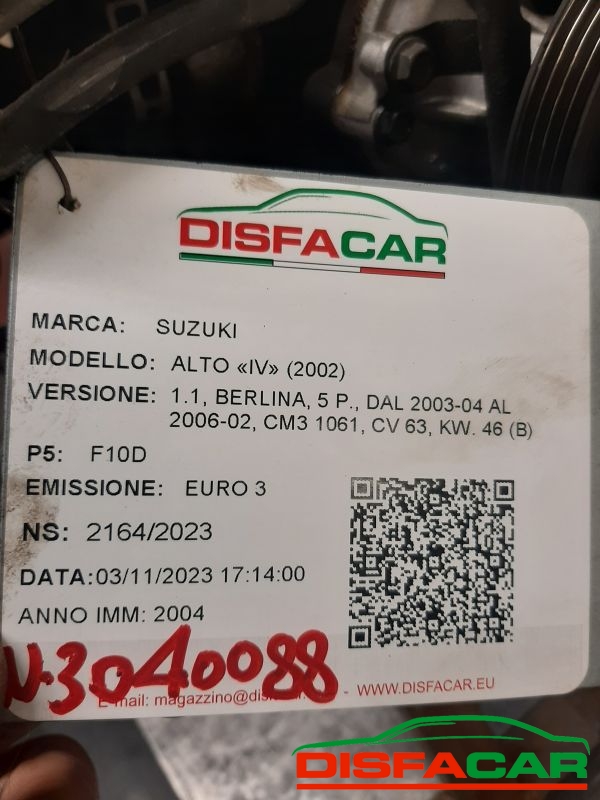 DISFACAR
MARCA: SUZUKI
MODELLO: ALTO «IV» (2002)
VERSIONE: 1.1, BERLINA, 5 P., DAL 2003-04 AL
2006-02, CM3 1061, CV 63, KW. 46 (B)
P5: F10D
EMISSIONE: EURO 3
NS: 2164/2023
DATA:03/11/2023 17:14:00
ANNO IMM: 2004
N.3040088
E-mail: - WWW.DISFACAR.EU
DISFACAR